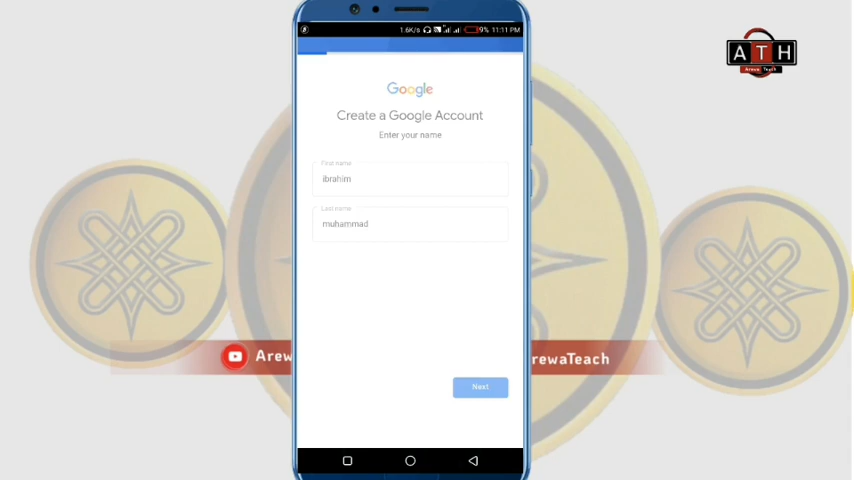 1.6K/s 9% 11:11 PM
ATH
Arewa Teach
Google
Create a Google Account
Enter your name
First name
ibrahim
Last name
muhammad
Arew
rewaTeach
Next